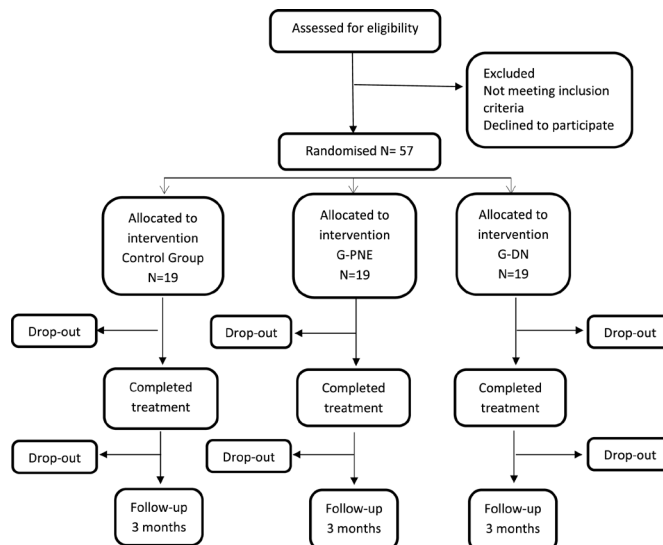 Assessed for eligibility
Excluded
Not meeting inclusion
criteria
Declined to participate
Randomised N= 57
Allocated to
intervention
Control Group
N=19
Allocated to
intervention
G-PNE
N=19
Allocated to
intervention
G-DN
N=19
Drop-out
Drop-out
Drop-out
Completed
treatment
Completed
treatment
Completed
treatment
Drop-out
Drop-out
Drop-out
Follow-up
3 months
Follow-up
3 months
Follow-up
3 months